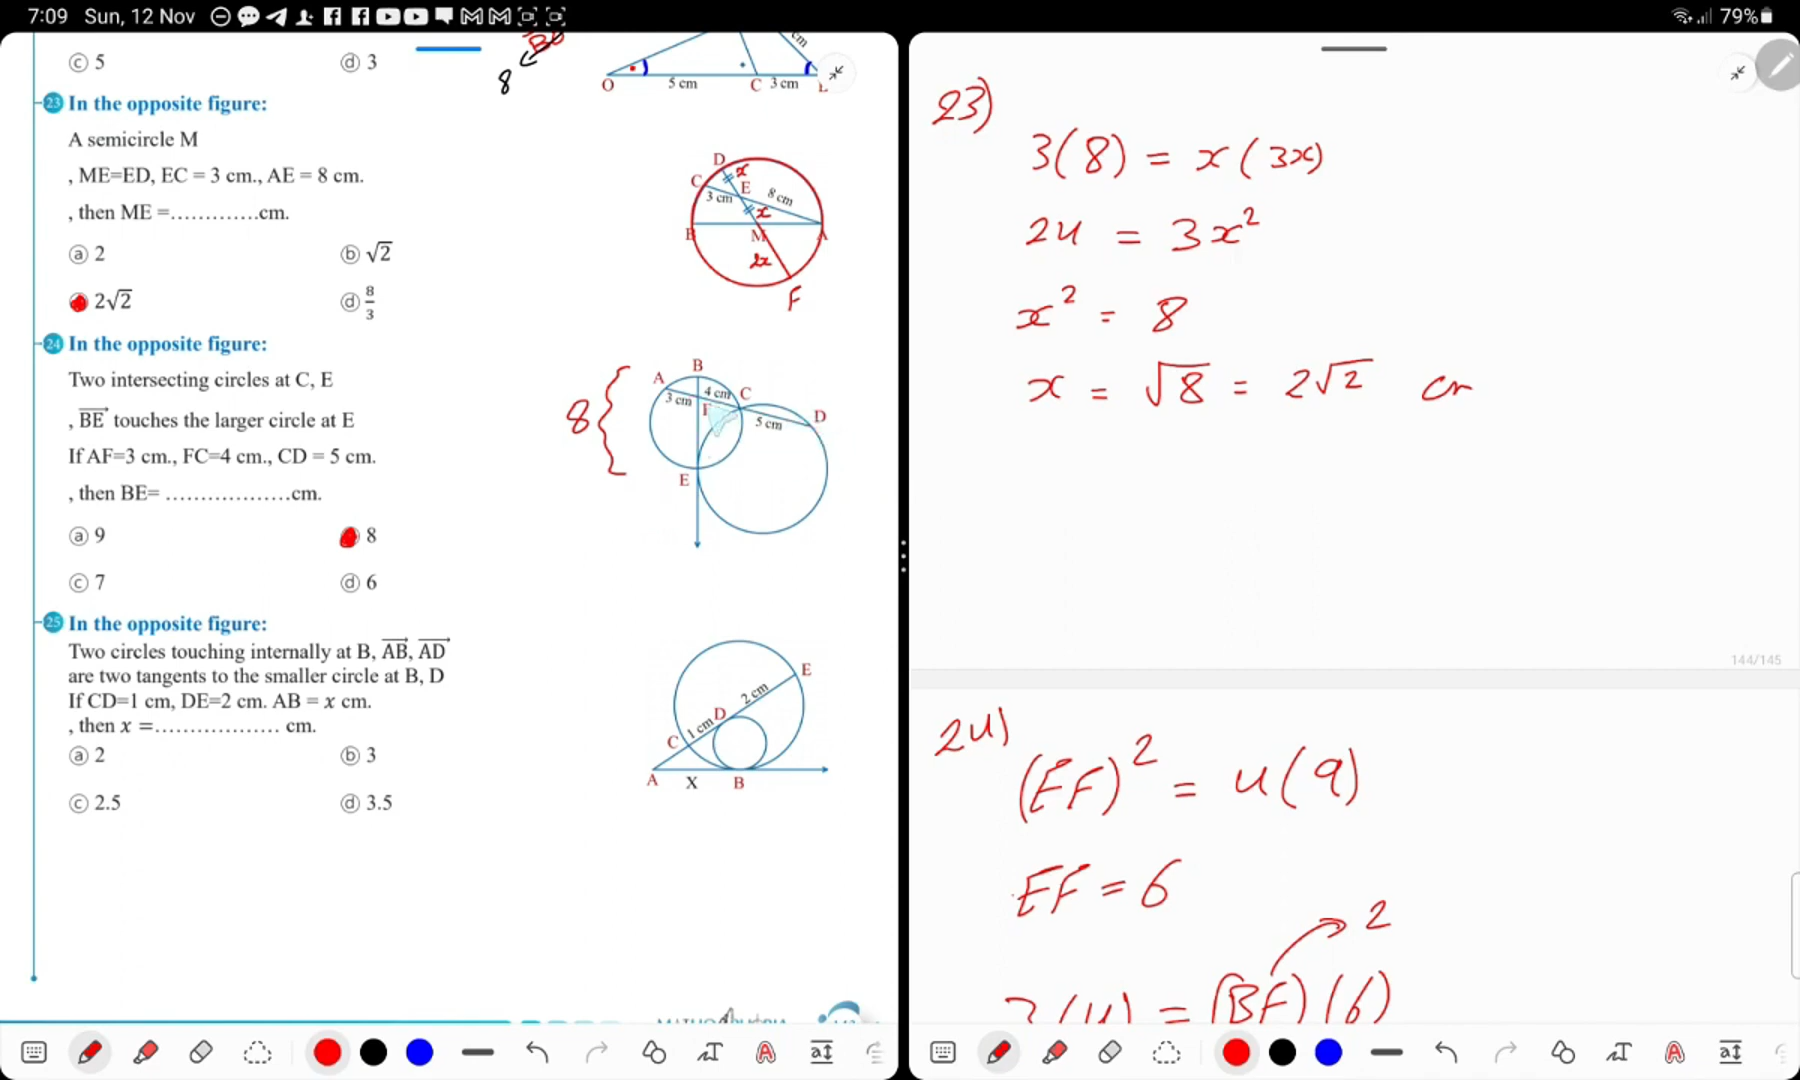 7:09 Sun, 12 Nov
79%
ⓒ 5
ⓓ 3
8
O 5 cm C 3 cm
cm
23 In the opposite figure:
A semicircle M
, ME=ED, EC = 3 cm., AE = 8 cm.
, then ME =.............cm.
ⓐ 2
ⓑ √2
2√2
ⓓ 8/3
D x
C E
3 cm 8 cm
x
B M A
2x
F
24 In the opposite figure:
Two intersecting circles at C, E
, BE touches the larger circle at E
If AF=3 cm., FC=4 cm., CD = 5 cm.
, then BE= ..................cm.
ⓐ 9
8
ⓒ 7
ⓓ 6
8
B
A 4 cm C
3 cm F D
5 cm
E
25 In the opposite figure:
Two circles touching internally at B, AB, AD
are two tangents to the smaller circle at B, D
If CD=1 cm, DE=2 cm. AB = x cm.
, then x =.................. cm.
ⓐ 2
ⓑ 3
ⓒ 2.5
ⓓ 3.5
E
2 cm
D
C 1 cm
A X B
23)
3(8) = x(3x)
24 = 3x²
x² = 8
x = √8 = 2√2 cm
144/145
24)
(EF)² = 4(9)
EF = 6
2
3(4) = (BF)(6)